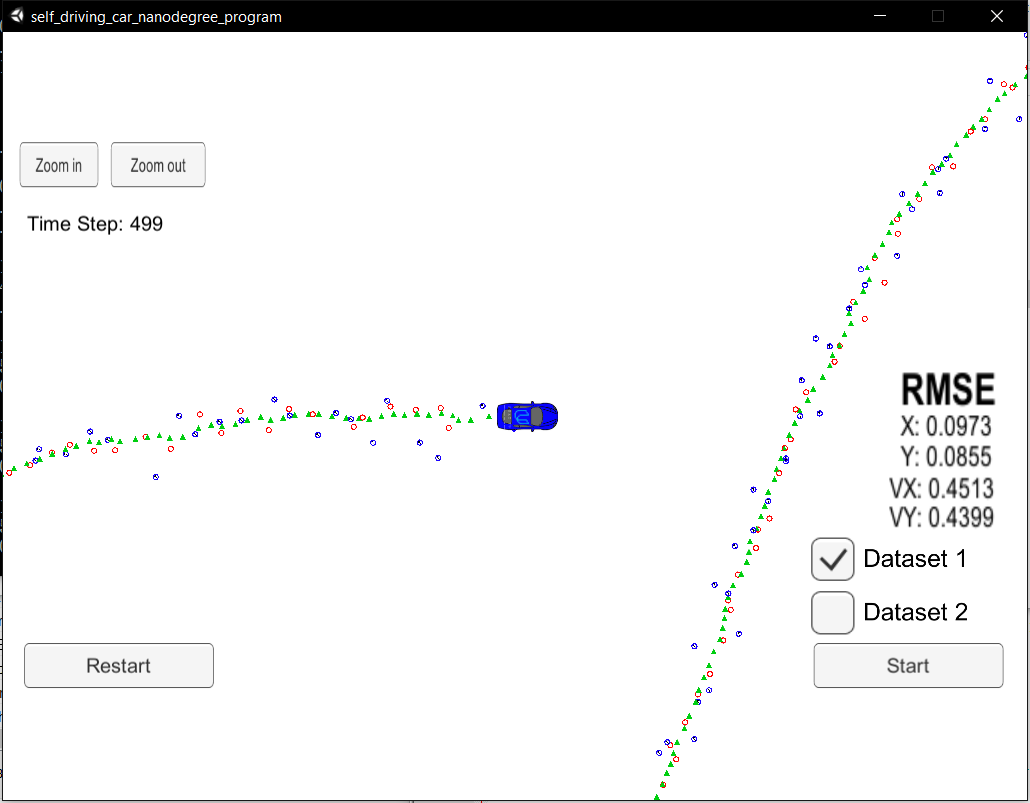 self_driving_car_nanodegree_program
Zoom in
Zoom out
Time Step: 499
RMSE
X: 0.0973
Y: 0.0855
VX: 0.4513
VY: 0.4399
Dataset 1
Dataset 2
Restart
Start